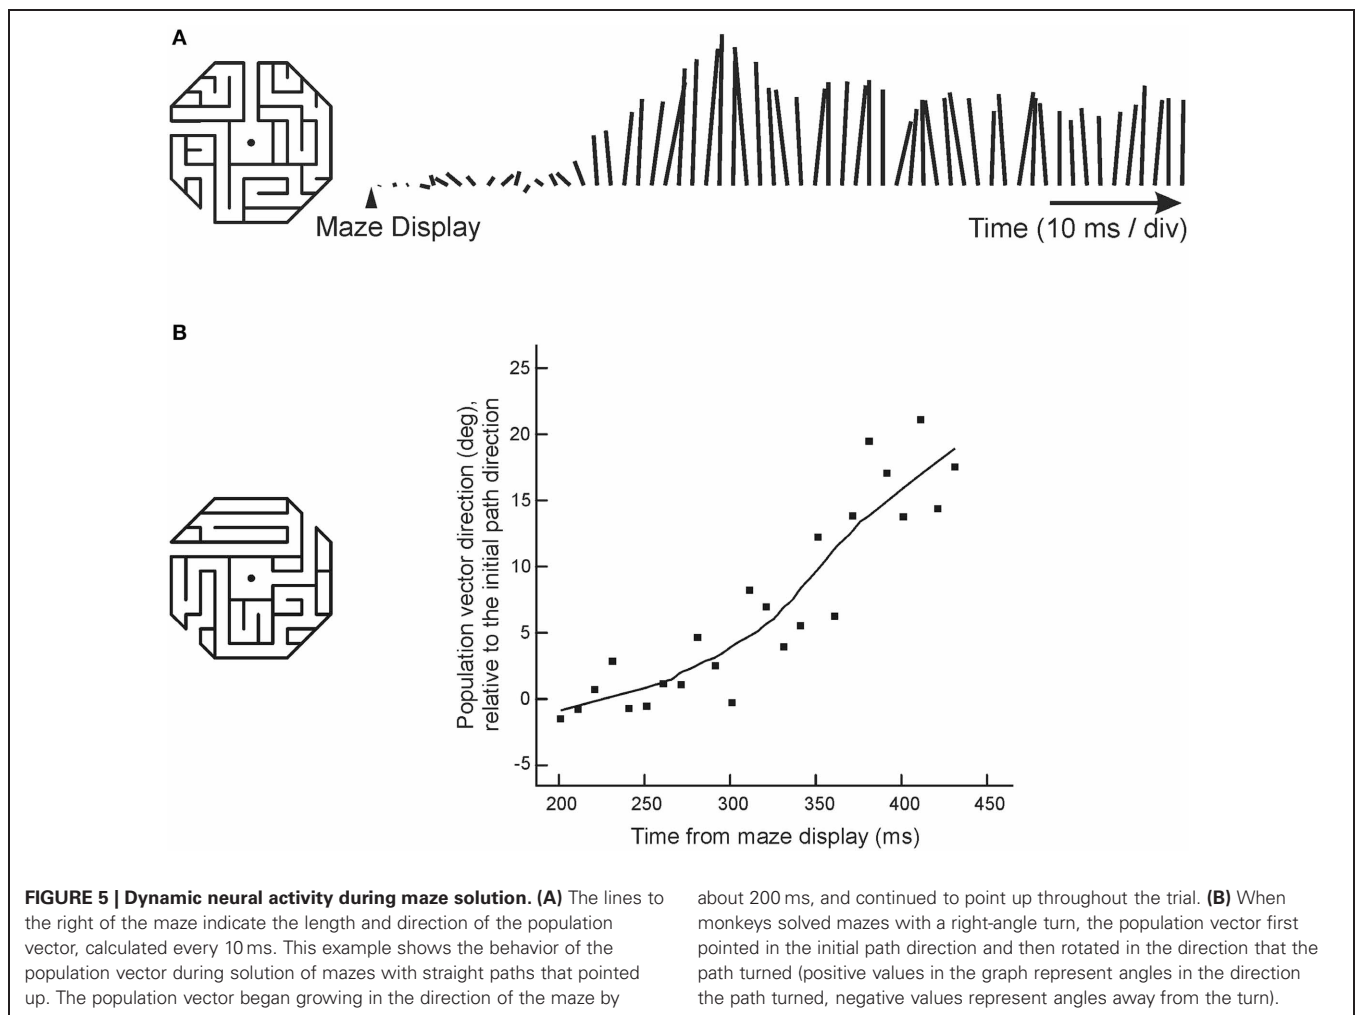 A
Maze Display
Time (10 ms / div)
B
Population vector direction (deg),
relative to the initial path direction
25
20
15
10
5
0
-5
200 250 300 350 400 450
Time from maze display (ms)
FIGURE 5 | Dynamic neural activity during maze solution. (A) The lines to
the right of the maze indicate the length and direction of the population
vector, calculated every 10 ms. This example shows the behavior of the
population vector during solution of mazes with straight paths that pointed
up. The population vector began growing in the direction of the maze by
about 200 ms, and continued to point up throughout the trial. (B) When
monkeys solved mazes with a right-angle turn, the population vector first
pointed in the initial path direction and then rotated in the direction that the
path turned (positive values in the graph represent angles in the direction
the path turned, negative values represent angles away from the turn).